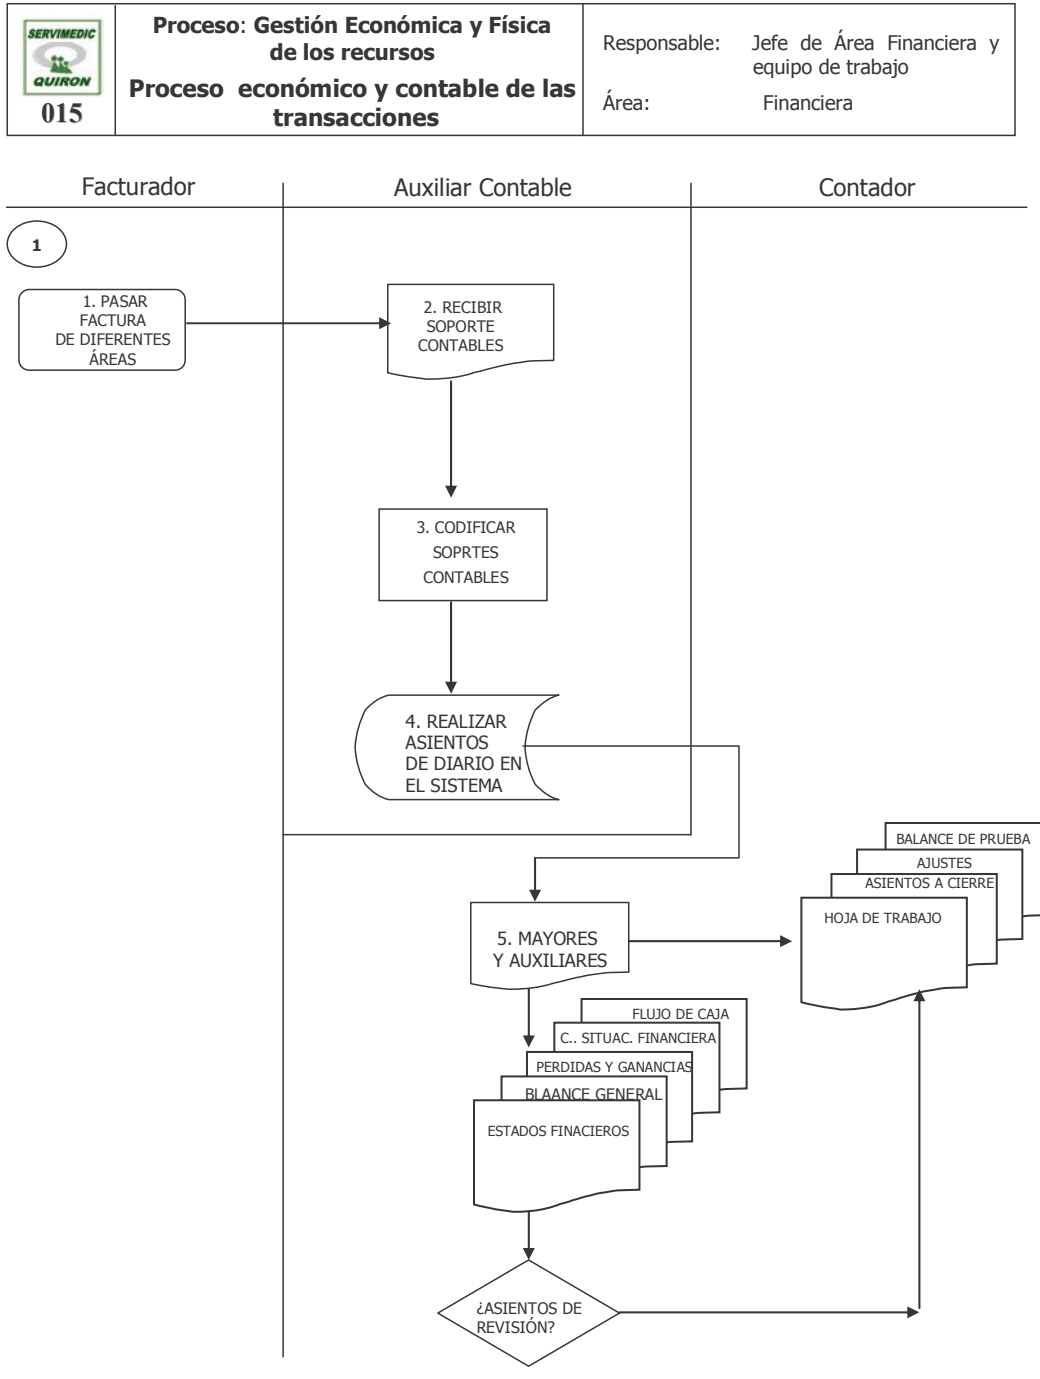 SERVIMEDIC
QUIRON
015
Proceso: Gestión Económica y Física
de los recursos
Proceso económico y contable de las
transacciones
Responsable: Jefe de Área Financiera y
equipo de trabajo
Área: Financiera
Facturador
Auxiliar Contable
Contador
1
1. PASAR
FACTURA
DE DIFERENTES
ÁREAS
2. RECIBIR
SOPORTE
CONTABLES
3. CODIFICAR
SOPRTES
CONTABLES
4. REALIZAR
ASIENTOS
DE DIARIO EN
EL SISTEMA
BALANCE DE PRUEBA
AJUSTES
ASIENTOS A CIERRE
HOJA DE TRABAJO
5. MAYORES
Y AUXILIARES
FLUJO DE CAJA
C.. SITUAC. FINANCIERA
PERDIDAS Y GANANCIAS
BLAANCE GENERAL
ESTADOS FINACIEROS
¿ASIENTOS DE
REVISIÓN?